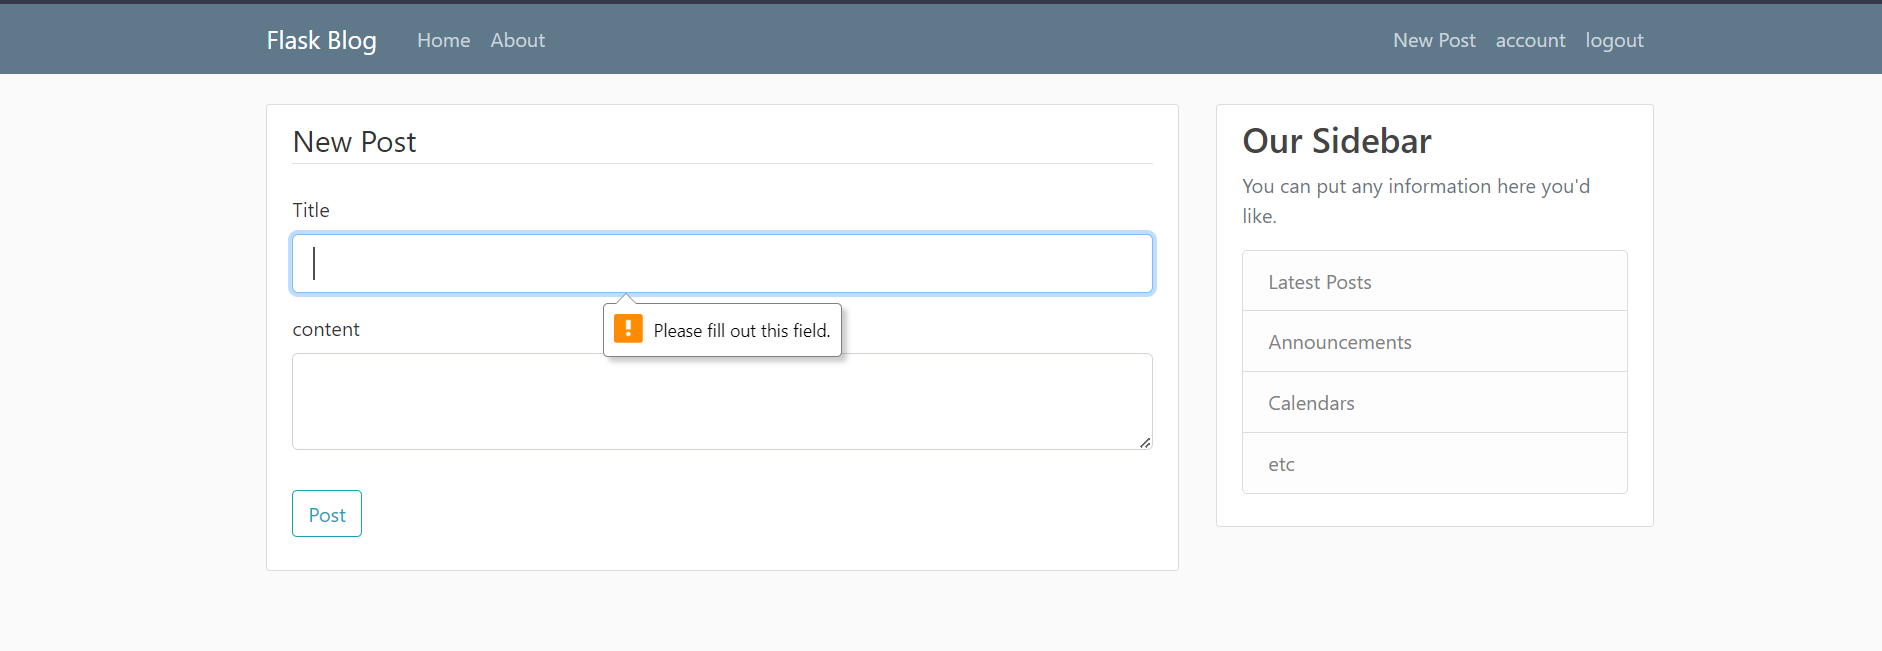 Flask Blog Home About New Post account logout
New Post
Title
Please fill out this field.
content
Post
Our Sidebar
You can put any information here you'd
like.
Latest Posts
Announcements
Calendars
etc